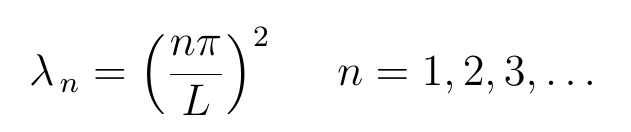 λ_n = (nπ/L)^2 n = 1, 2, 3, . . .